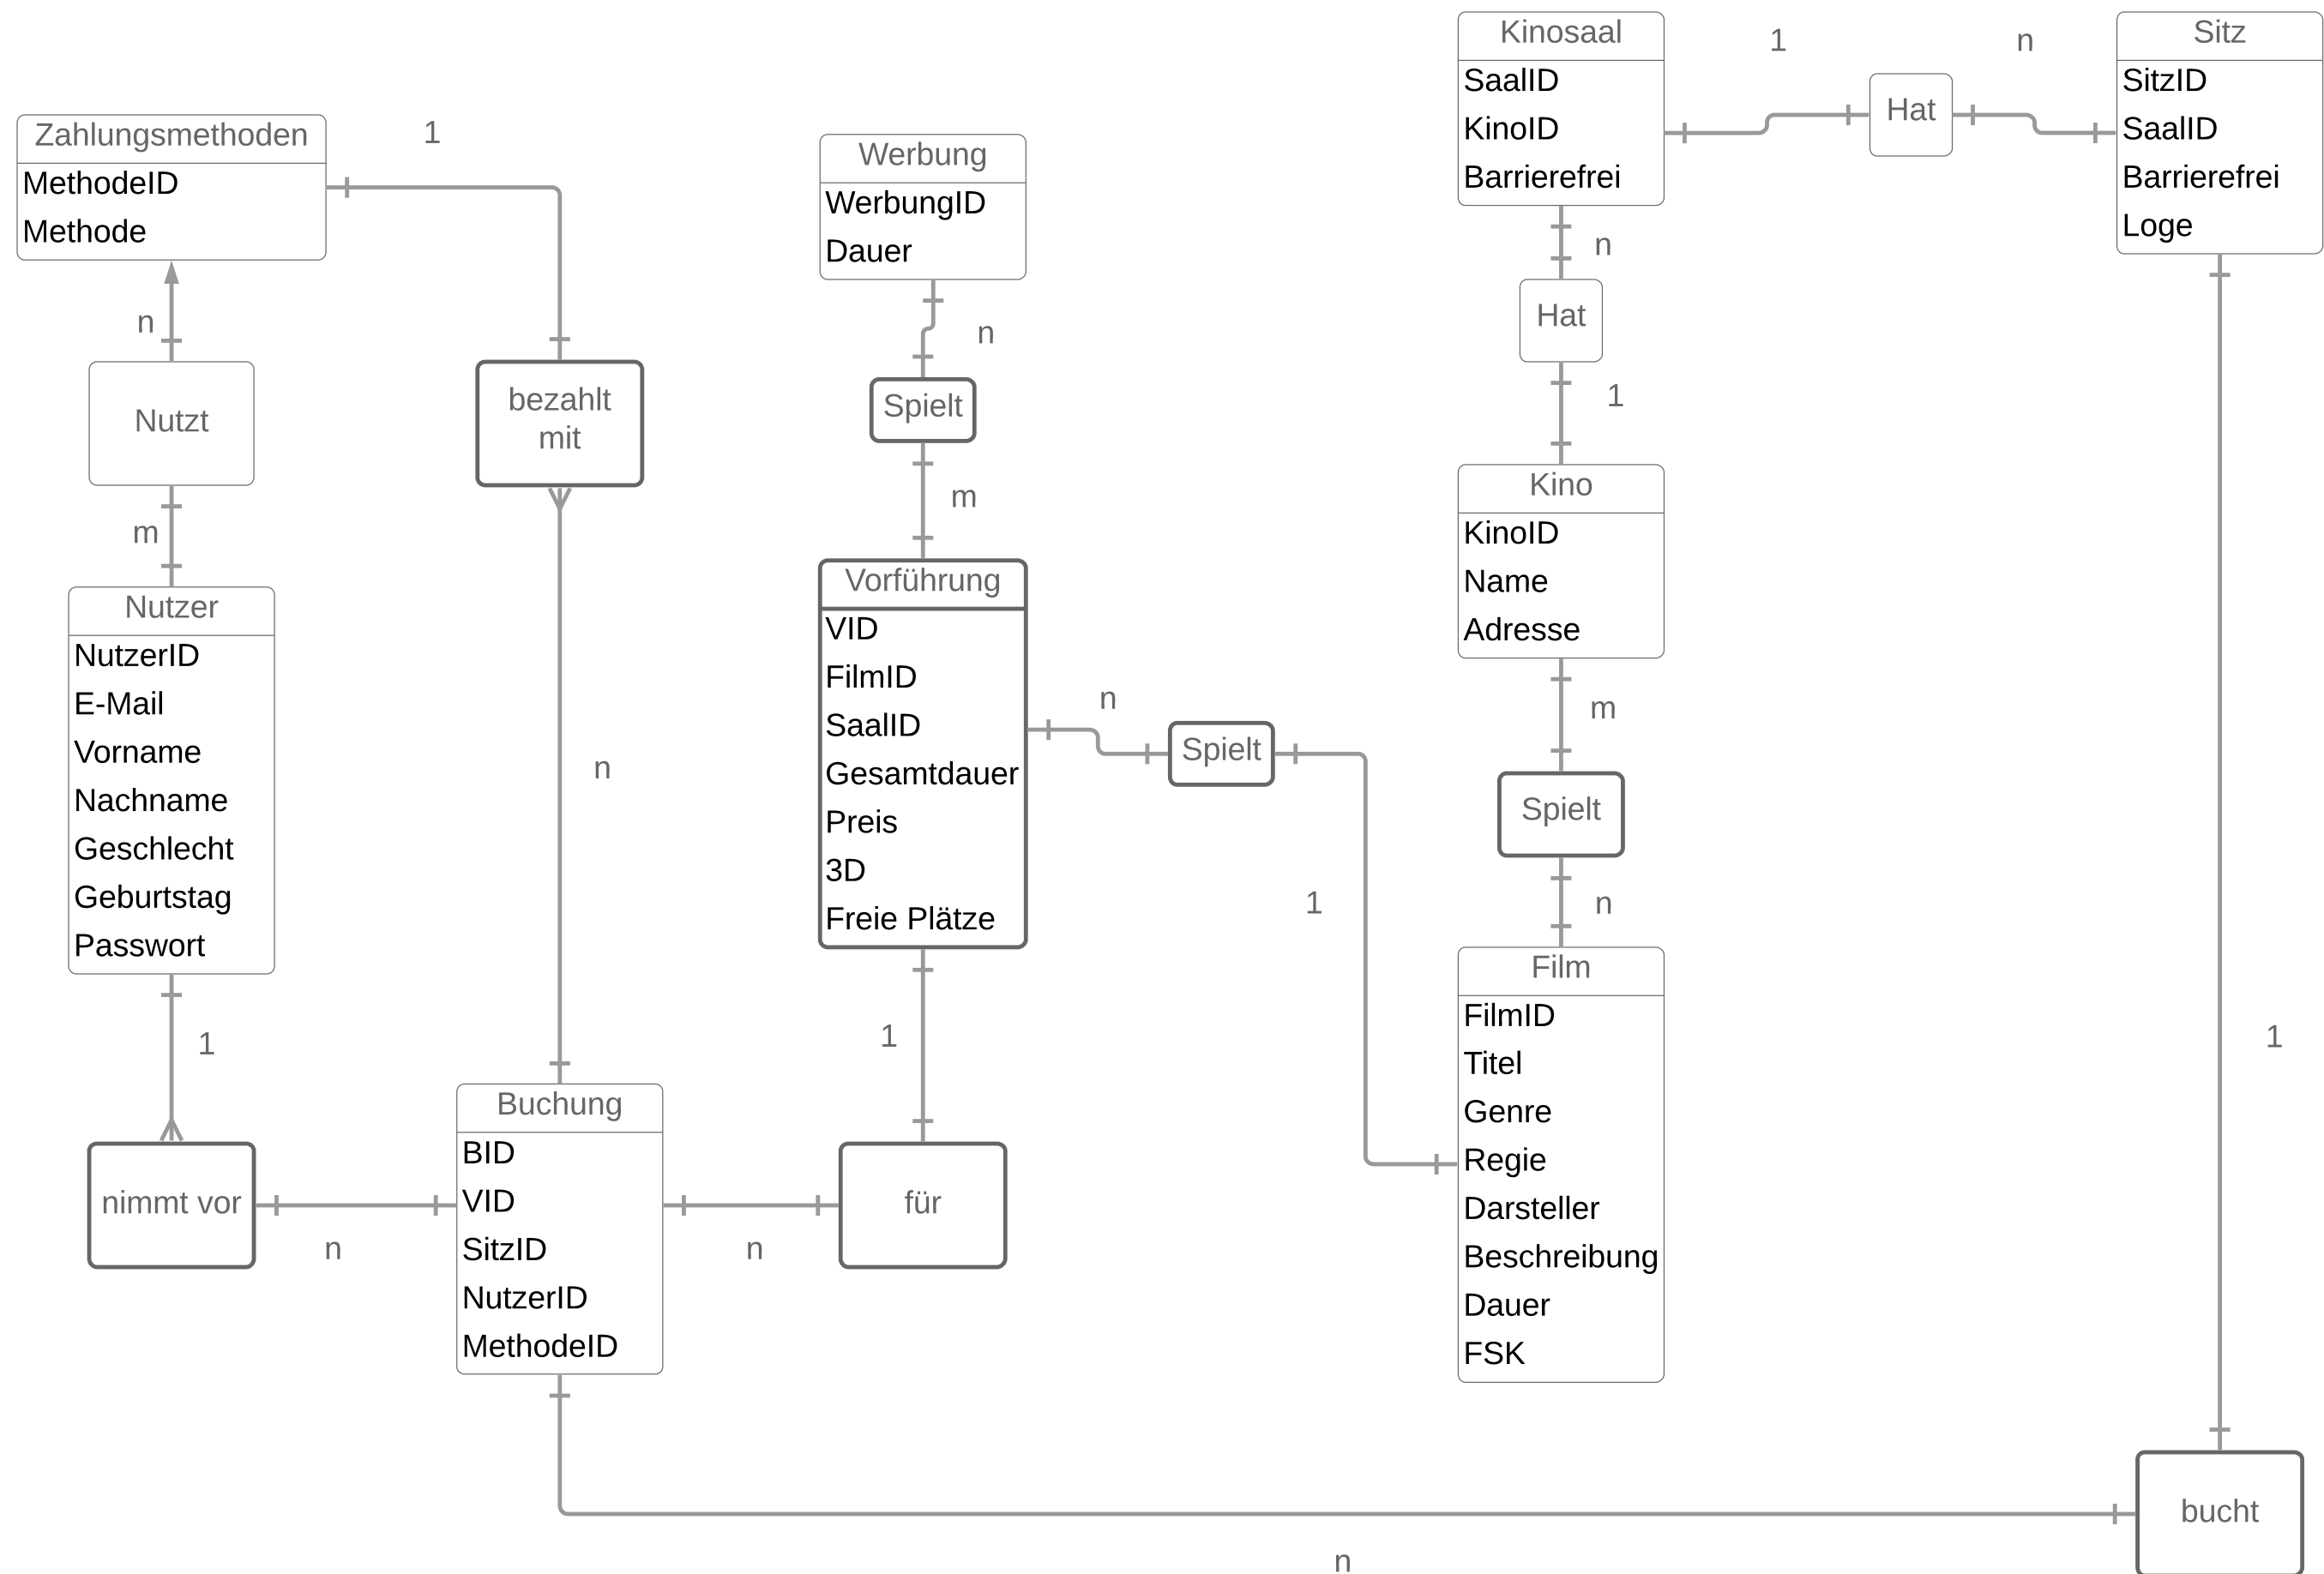 Kinosaal
SaalID
KinoID
Barrierefrei
1
Hat
n
Sitz
SitzID
SaalID
Barrierefrei
Loge
Zahlungsmethoden
MethodeID
Methode
1
Werbung
WerbungID
Dauer
n
Hat
1
n
Nutzt
m
bezahlt
mit
n
Spielt
m
Kino
KinoID
Name
Adresse
m
Spielt
n
Nutzer
NutzerID
E-Mail
Vorname
Nachname
Geschlecht
Geburtstag
Passwort
1
n
Vorführung
VID
FilmID
SaalID
Gesamtdauer
Preis
3D
Freie Plätze
1
n
Spielt
1
Film
FilmID
Titel
Genre
Regie
Darsteller
Beschreibung
Dauer
FSK
1
nimmt vor
n
Buchung
BID
VID
SitzID
NutzerID
MethodeID
n
für
bucht
n